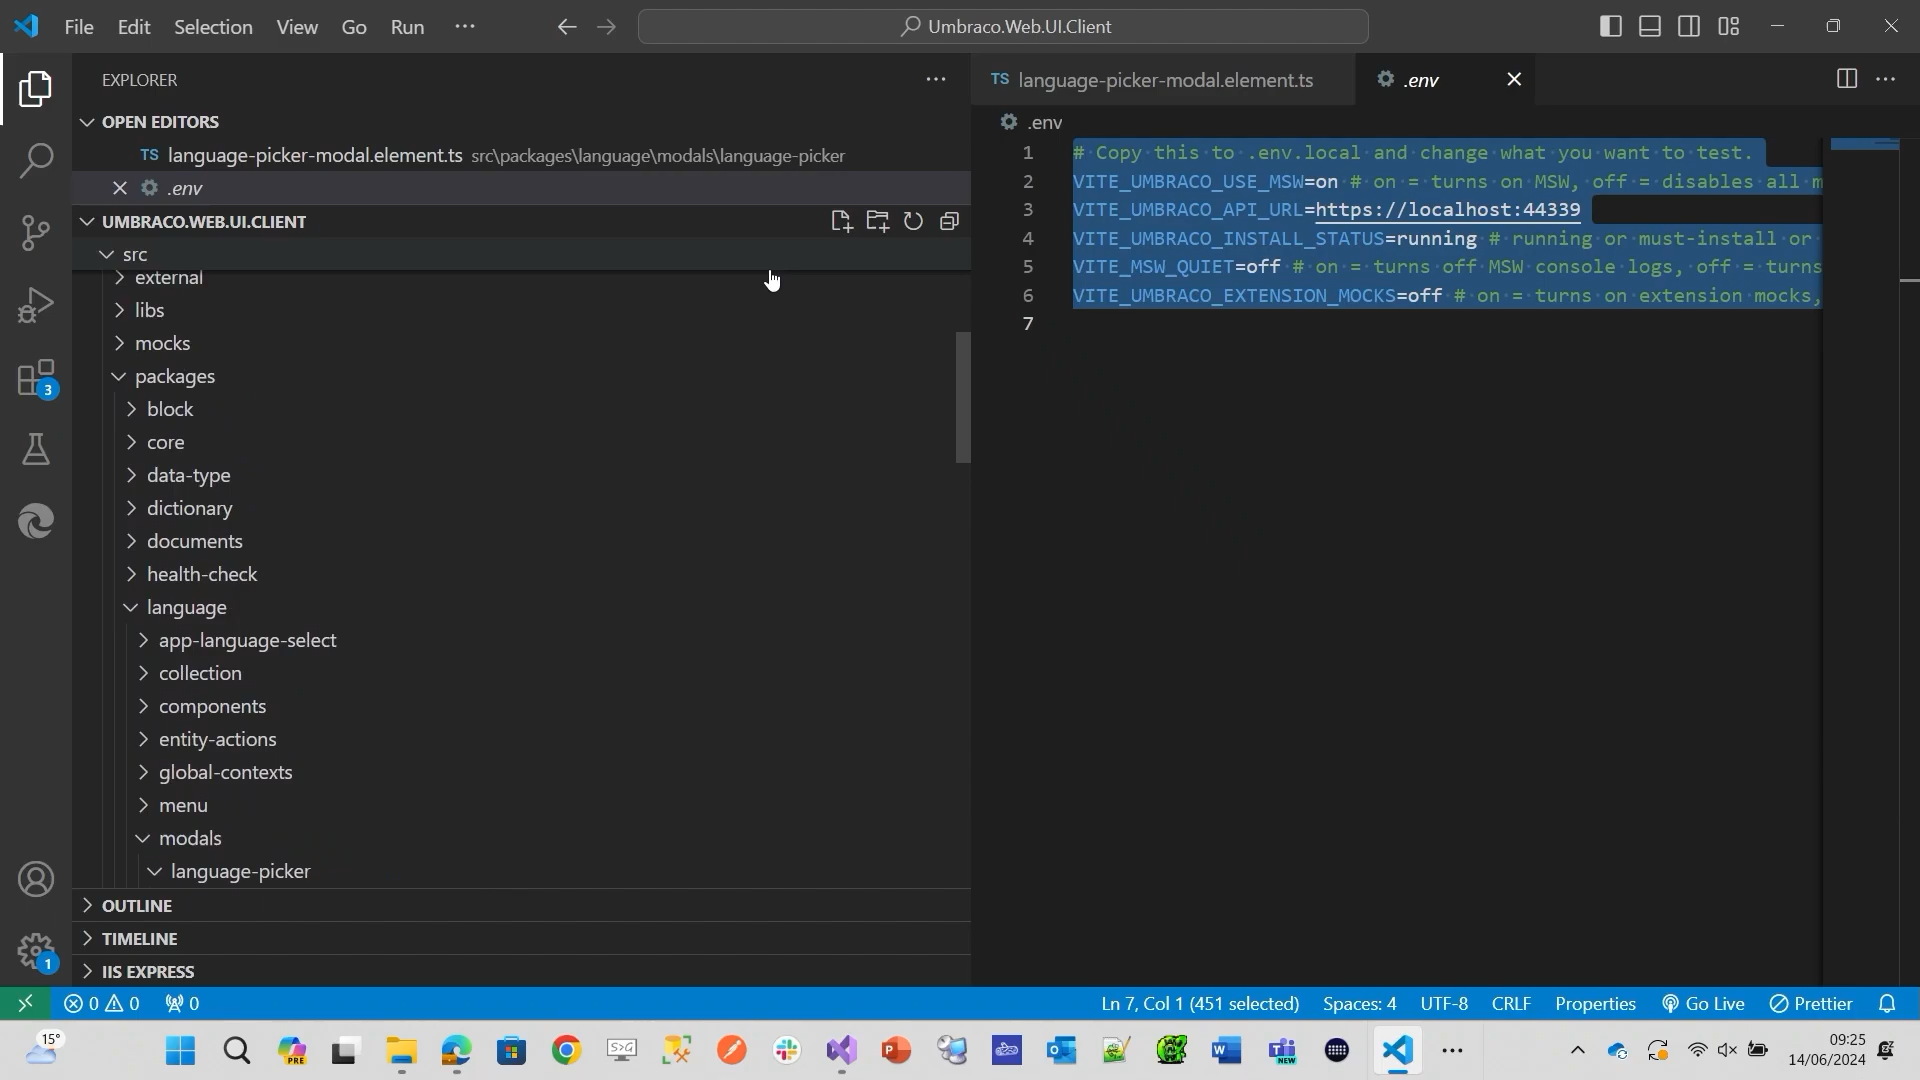 File Edit Selection View Go Run ··· Umbraco.Web.UI.Client
EXPLORER
OPEN EDITORS
TS language-picker-modal.element.ts src\packages\language\modals\language-picker
.env
UMBRACO.WEB.UI.CLIENT
src
external
libs
mocks
packages
block
core
data-type
dictionary
documents
health-check
language
app-language-select
collection
components
entity-actions
global-contexts
menu
modals
language-picker
OUTLINE
TIMELINE
IIS EXPRESS
3
1
TS language-picker-modal.element.ts .env
.env
1 # Copy this to .env.local and change what you want to test.
2 VITE_UMBRACO_USE_MSW=on # on = turns on MSW, off = disables all m
3 VITE_UMBRACO_API_URL=https://localhost:44339
4 VITE_UMBRACO_INSTALL_STATUS=running # running or must-install or
5 VITE_MSW_QUIET=off # on = turns off MSW console logs, off = turns
6 VITE_UMBRACO_EXTENSION_MOCKS=off # on = turns on extension mocks,
7
0 0 0 Ln 7, Col 1 (451 selected) Spaces: 4 UTF-8 CRLF Properties Go Live Prettier
15°
PRE
S>G
NEW
09:25
14/06/2024